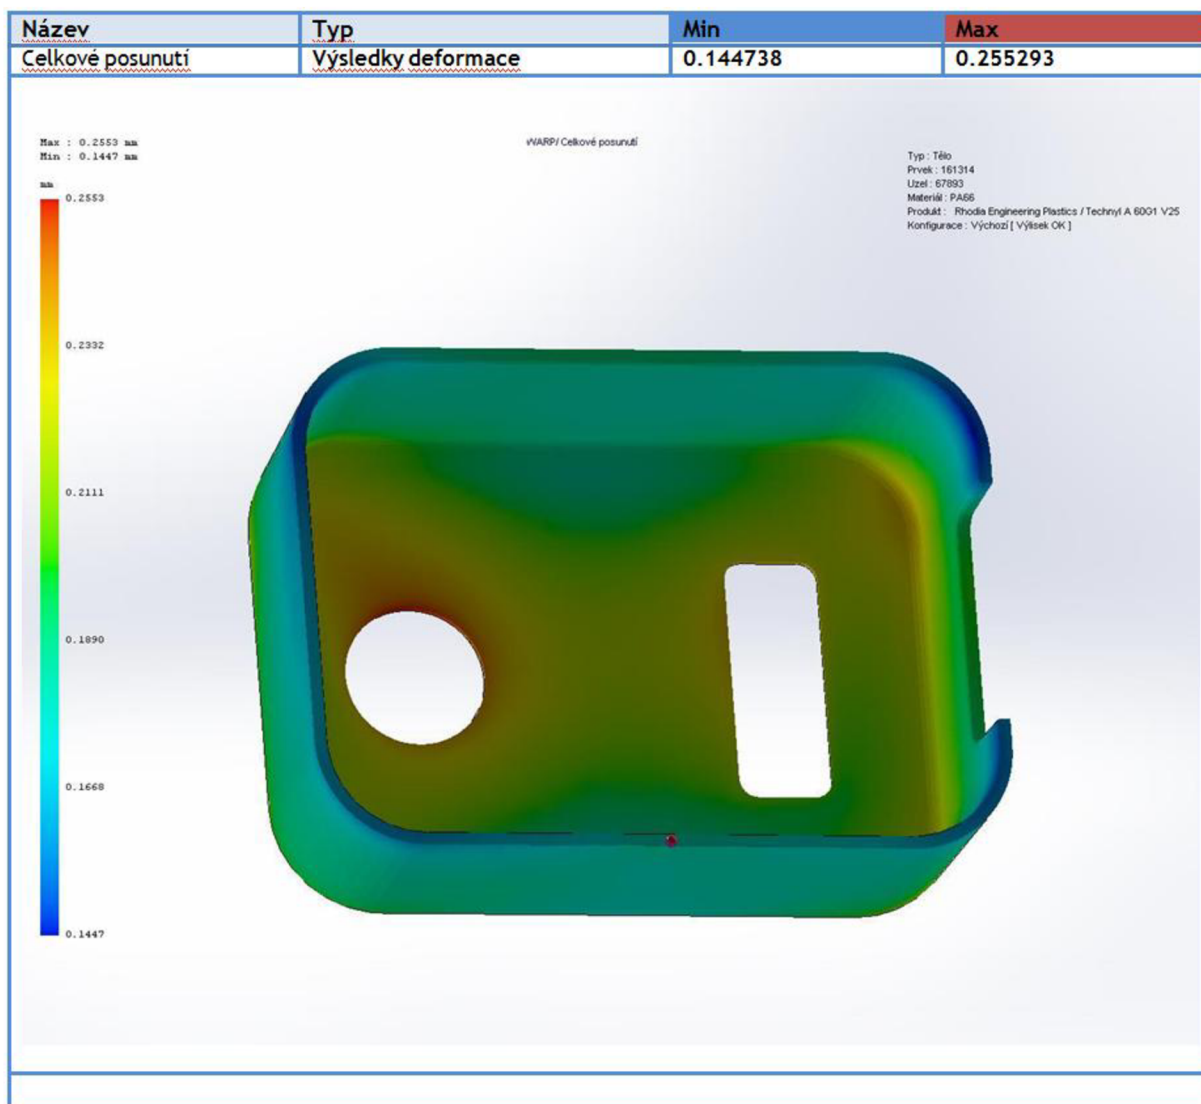 Název Typ Min Max
Celkové posunutí Výsledky deformace 0.144738 0.255293
Max : 0.2553 mm
Min : 0.1447 mm
WARP/ Celkové posunutí
Typ : Tělo
Prvek : 161314
Uzel : 67893
Materiál : PA66
Produkt : Rhodia Engineering Plastics / Technyl A 60G1 V25
Konfigurace : Výchozí [ Výlisek OK ]
mm
0.2553
0.2332
0.2111
0.1890
0.1668
0.1447